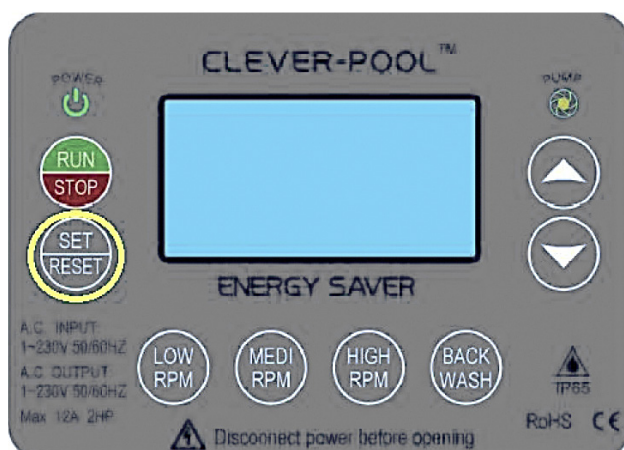 CLEVER-POOL™
POWER
PUMP
RUN
STOP
SET
RESET
ENERGY SAVER
A.C. INPUT:
1~230V 50/60HZ
A.C. OUTPUT:
1~230V 50/60HZ
Max 12A 2HP
LOW
RPM
MEDI
RPM
HIGH
RPM
BACK
WASH
IP65
RoHS CE
Disconnect power before opening